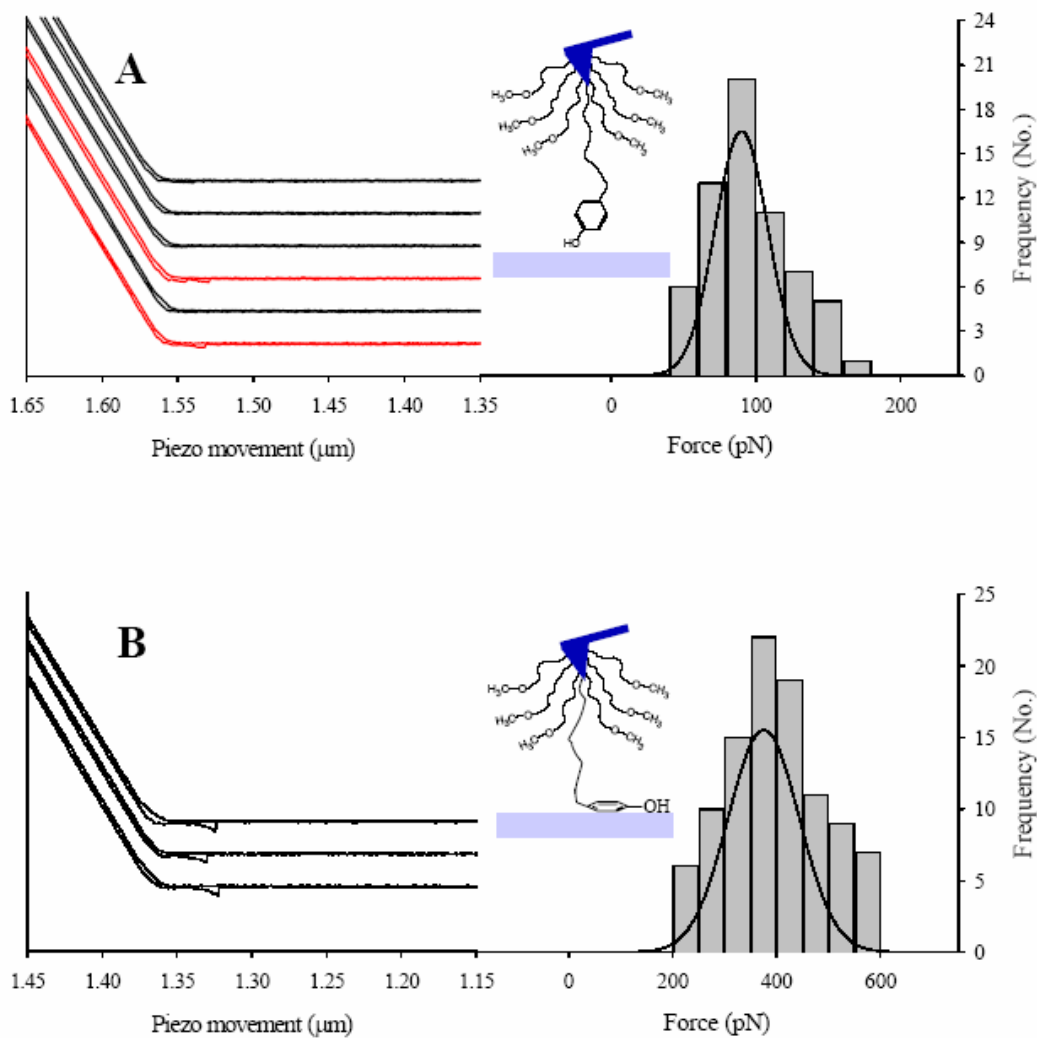 A
H₃C-O
H₃C-O
H₃C-O
O-CH₃
O-CH₃
O-CH₃
HO
1.65 1.60 1.55 1.50 1.45 1.40 1.35
Piezo movement (μm)
0 100 200
Force (pN)
24
21
18
15
12
9
6
3
0
Frequency (No.)
B
H₃C-O
H₃C-O
H₃C-O
O-CH₃
O-CH₃
O-CH₃
OH
1.45 1.40 1.35 1.30 1.25 1.20 1.15
Piezo movement (μm)
0 200 400 600
Force (pN)
25
20
15
10
5
0
Frequency (No.)